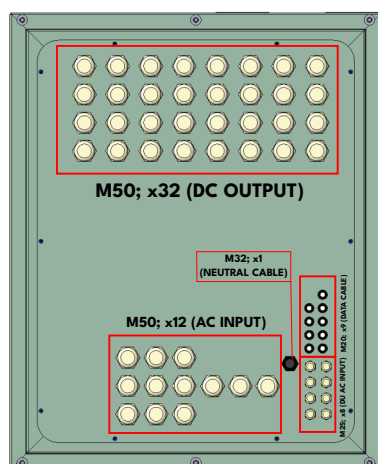 M50; x32 (DC OUTPUT)
M32; x1
(NEUTRAL CABLE)
M50; x12 (AC INPUT)
M20; x9 (DATA CABLE)
M25; x8 (DU AC INPUT)